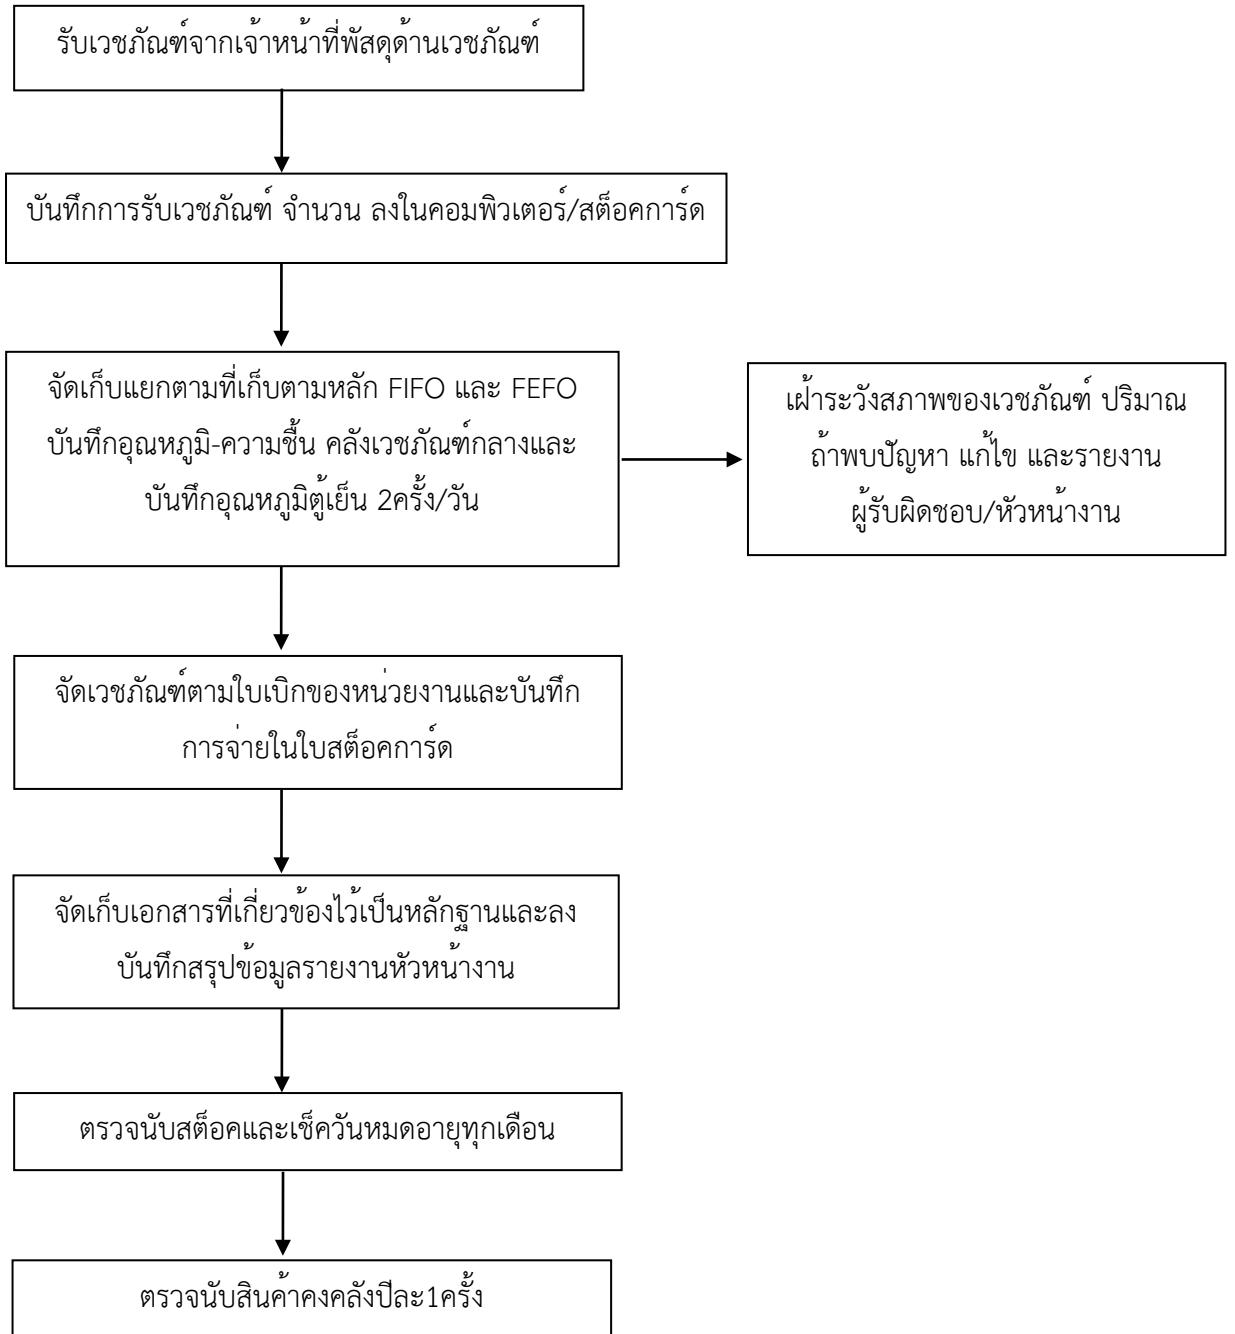 รับเวชภัณฑ์จากเจ้าหน้าที่พัสดุด้านเวชภัณฑ์
บันทึกการรับเวชภัณฑ์ จำนวน ลงในคอมพิวเตอร์/สต็อคการ์ด
จัดเก็บแยกตามที่เก็บตามหลัก FIFO และ FEFO
บันทึกอุณหภูมิ-ความชื้น คลังเวชภัณฑ์กลางและ
บันทึกอุณหภูมิตู้เย็น 2ครั้ง/วัน
เฝ้าระวังสภาพของเวชภัณฑ์ ปริมาณ
ถ้าพบปัญหา แก้ไข และรายงาน
ผู้รับผิดชอบ/หัวหน้างาน
จัดเวชภัณฑ์ตามใบเบิกของหน่วยงานและบันทึก
การจ่ายในใบสต็อคการ์ด
จัดเก็บเอกสารที่เกี่ยวข้องไว้เป็นหลักฐานและลง
บันทึกสรุปข้อมูลรายงานหัวหน้างาน
ตรวจนับสต็อคและเช็ควันหมดอายุทุกเดือน
ตรวจนับสินค้าคงคลังปีละ1ครั้ง